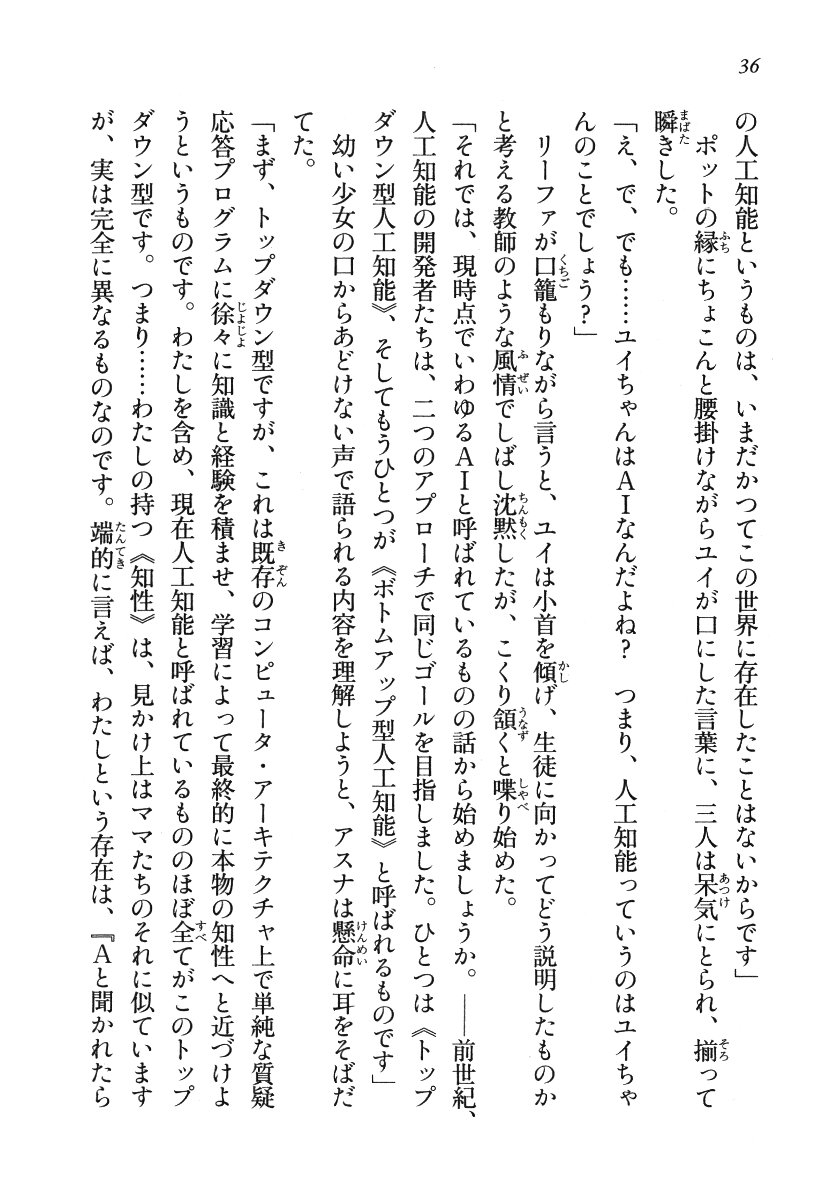 36
の人工知能というものは、いまだかつてこの世界に存在したことはないからです」
　ポットの縁にちょこんと腰掛けながらユイが口にした言葉に、三人は呆気にとられ、揃って
瞬きした。
「え、で、でも……ユイちゃんはＡＩなんだよね？　つまり、人工知能っていうのはユイちゃ
んのことでしょう？」
　リーファが口籠もりながら言うと、ユイは小首を傾げ、生徒に向かってどう説明したものか
と考える教師のような風情でしばし沈黙したが、こくり頷くと喋り始めた。
「それでは、現時点でいわゆるＡＩと呼ばれているものの話から始めましょうか。――前世紀、
人工知能の開発者たちは、二つのアプローチで同じゴールを目指しました。ひとつは《トップ
ダウン型人工知能》、そしてもうひとつが《ボトムアップ型人工知能》と呼ばれるものです」
　幼い少女の口からあどけない声で語られる内容を理解しようと、アスナは懸命に耳をそばだ
てた。
「まず、トップダウン型ですが、これは既存のコンピュータ・アーキテクチャ上で単純な質疑
応答プログラムに徐々に知識と経験を積ませ、学習によって最終的に本物の知性へと近づけよ
うというものです。わたしを含め、現在人工知能と呼ばれているもののほぼ全てがこのトップ
ダウン型です。つまり……わたしの持つ《知性》は、見かけ上はママたちのそれに似ています
が、実は完全に異なるものなのです。端的に言えば、わたしという存在は、『Ａと聞かれたら